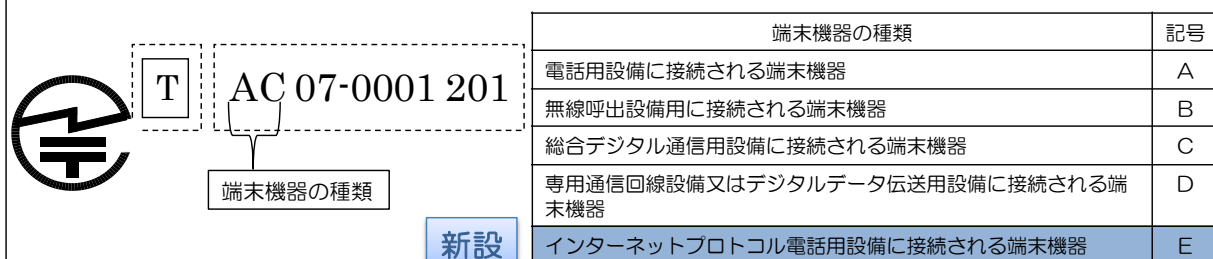 T AC 07-0001 201
端末機器の種類
新設
端末機器の種類 記号
電話用設備に接続される端末機器 A
無線呼出設備用に接続される端末機器 B
総合デジタル通信用設備に接続される端末機器 C
専用通信回線設備又はデジタルデータ伝送用設備に接続される端 D
末機器
インターネットプロトコル電話用設備に接続される端末機器 E